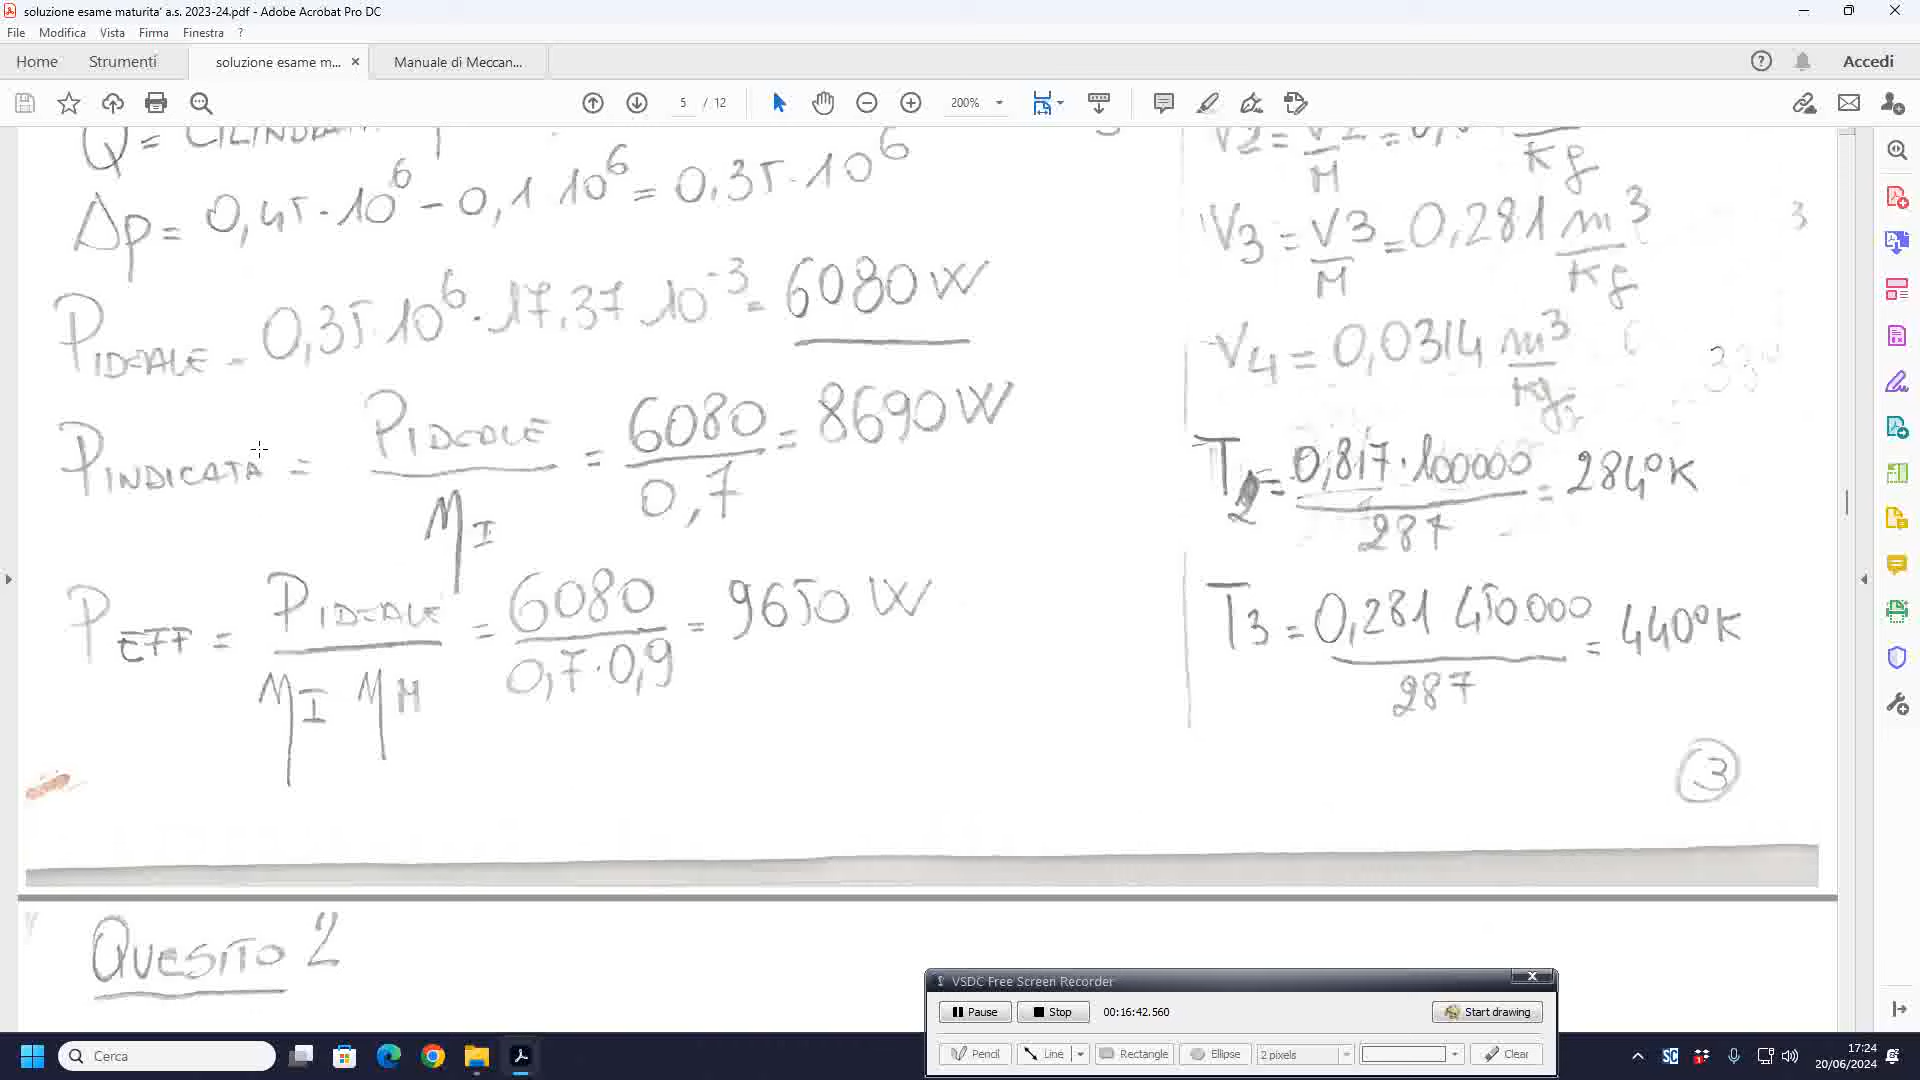 soluzione esame maturita' a.s. 2023-24.pdf - Adobe Acrobat Pro DC
File Modifica Vista Firma Finestra ?
Home Strumenti soluzione esame m... × Manuale di Meccan... Accedi
5 / 12 200%
Q = CILINDRATA
Δp = 0,45·10⁶ - 0,1 10⁶ = 0,35·10⁶
P IDEALE = 0,35·10⁶ · 17,37·10⁻³ = 6080 W
P INDICATA = P IDEALE / η I = 6080 / 0,7 = 8690 W
P EFF = P IDEALE / η I η M = 6080 / 0,7·0,9 = 9650 W
V3 = V3 / M = 0,281 m³ / Kg
V4 = 0,0314 m³ / Kg
T2 = 0,817·100000 / 287 = 284°K
T3 = 0,281 450.000 / 287 = 440°K
3
QUESITO 2
VSDC Free Screen Recorder
Pause Stop 00:16:42.560 Start drawing
Pencil Line Rectangle Ellipse 2 pixels Clear
Cerca
17:24
20/06/2024